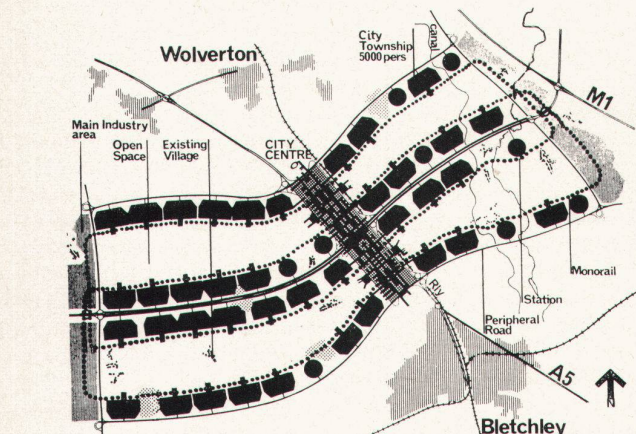 Wolverton
City
Township
5000 pers
canal
M1
Main Industry
area
Open
Space
Existing
Village
CITY
CENTRE
Monorail
Station
Peripheral
Road
Rly
A5
Bletchley